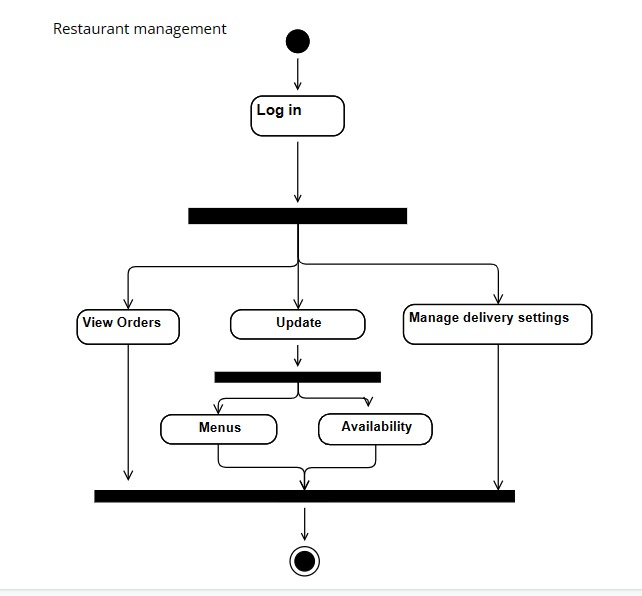 Restaurant management
Log in
View Orders
Update
Manage delivery settings
Menus
Availability